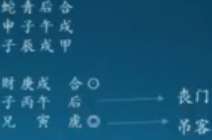 蛇青后合
申子午戌
子辰戌甲
财庚戌 合◎
子丙午 后 → 丧门
兄 寅 虎◎ → 吊客